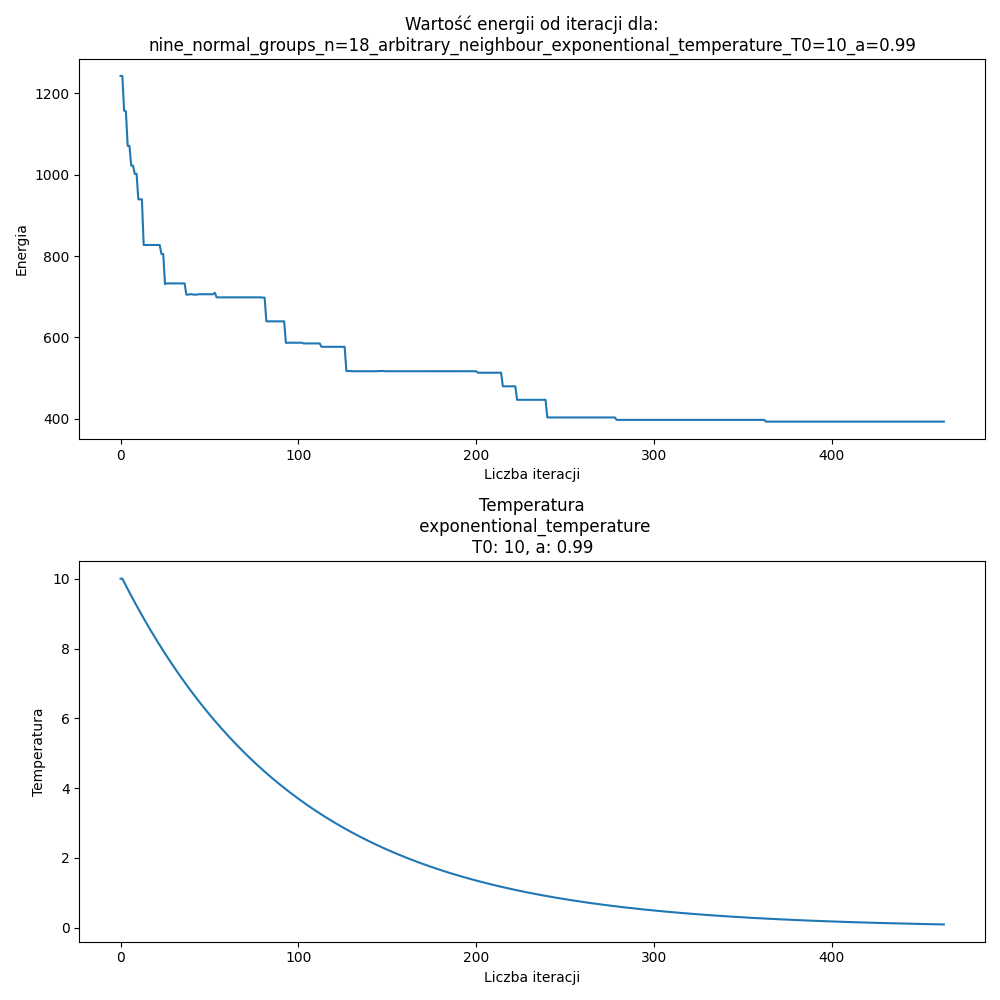 Wartość energii od iteracji dla:
nine_normal_groups_n=18_arbitrary_neighbour_exponentional_temperature_T0=10_a=0.99
1200
1000
800
600
400
Energia
0 100 200 300 400
Liczba iteracji
Temperatura
exponentional_temperature
T0: 10, a: 0.99
10
8
6
4
2
0
Temperatura
0 100 200 300 400
Liczba iteracji